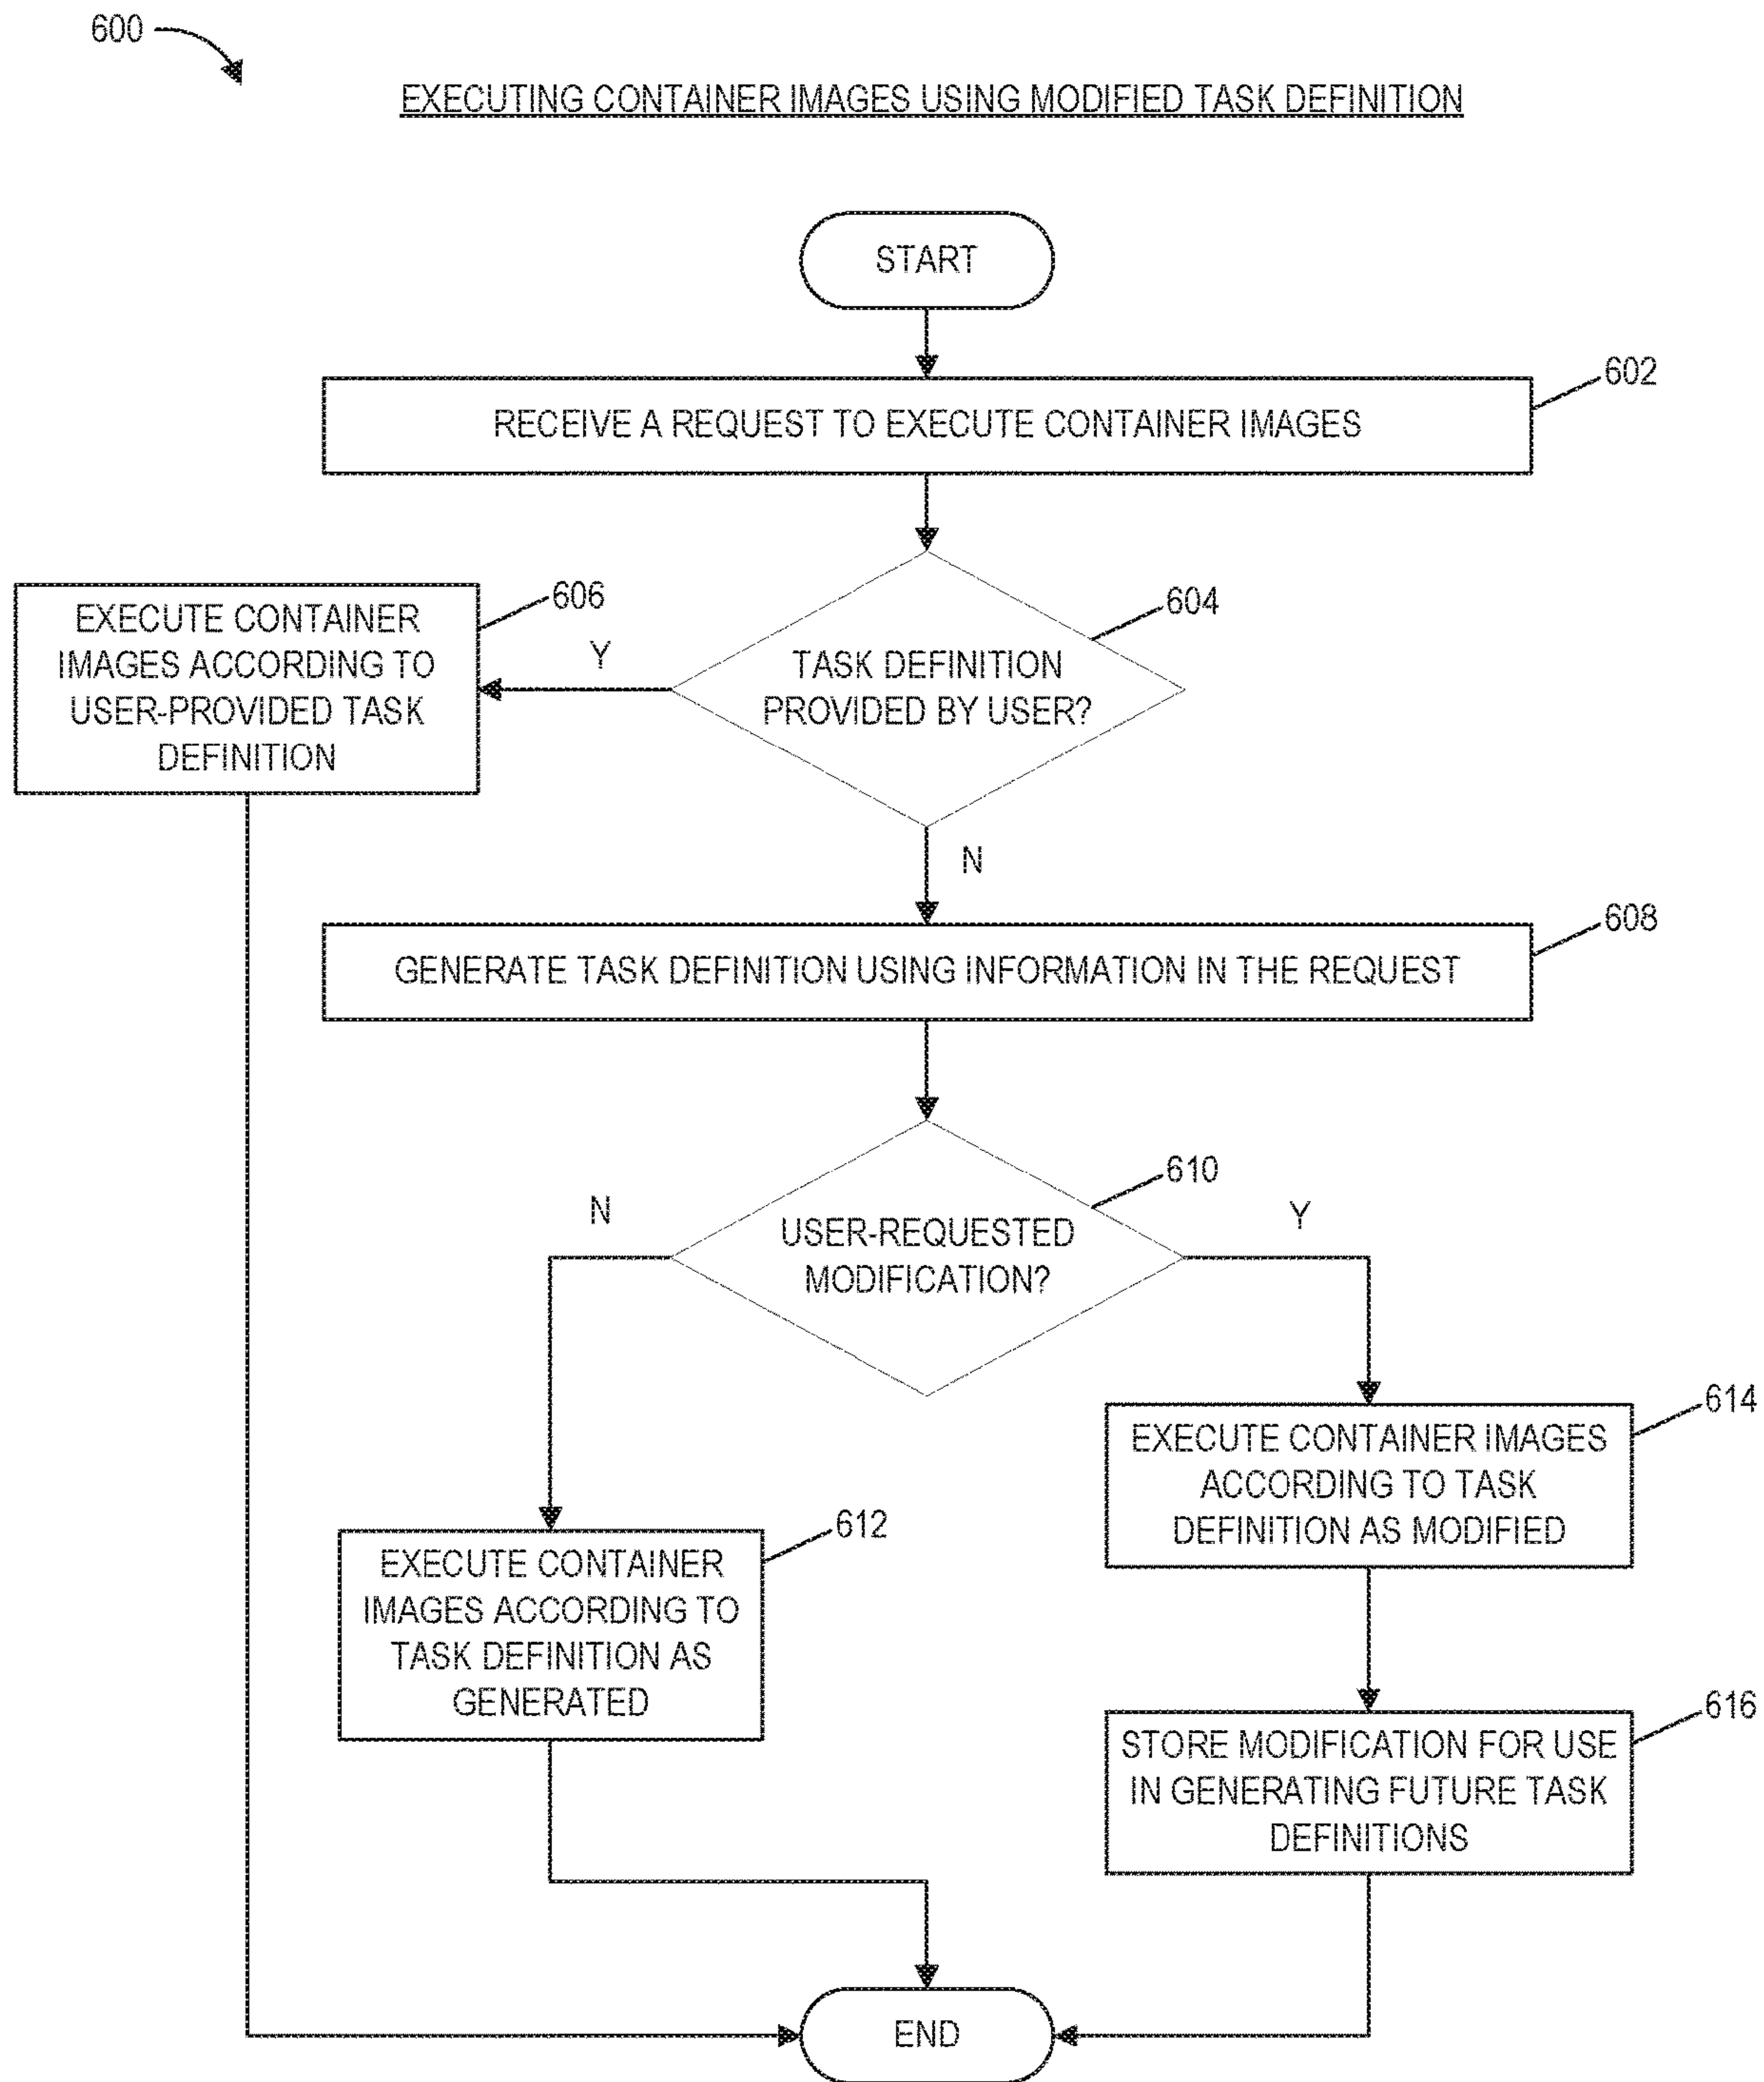 600
EXECUTING CONTAINER IMAGES USING MODIFIED TASK DEFINITION
START
602
RECEIVE A REQUEST TO EXECUTE CONTAINER IMAGES
604
TASK DEFINITION
PROVIDED BY USER?
Y
606
EXECUTE CONTAINER
IMAGES ACCORDING TO
USER-PROVIDED TASK
DEFINITION
N
608
GENERATE TASK DEFINITION USING INFORMATION IN THE REQUEST
610
USER-REQUESTED
MODIFICATION?
N
Y
612
EXECUTE CONTAINER
IMAGES ACCORDING TO
TASK DEFINITION AS
GENERATED
614
EXECUTE CONTAINER IMAGES
ACCORDING TO TASK
DEFINITION AS MODIFIED
616
STORE MODIFICATION FOR USE
IN GENERATING FUTURE TASK
DEFINITIONS
END